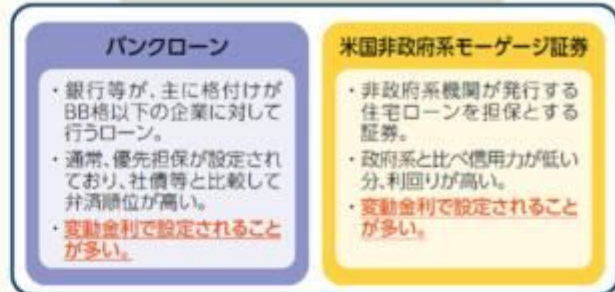 バンクローン
・銀行等が、主に格付けが
BB格以下の企業に対して
行うローン。
・通常、優先担保が設定され
ており、社債等と比較して
弁済順位が高い。
・変動金利で設定されること
が多い。
米国非政府系モーゲージ証券
・非政府系機関が発行する
住宅ローンを担保とする
証券。
・政府系と比べ信用力が低い
分、利回りが高い。
・変動金利で設定されること
が多い。